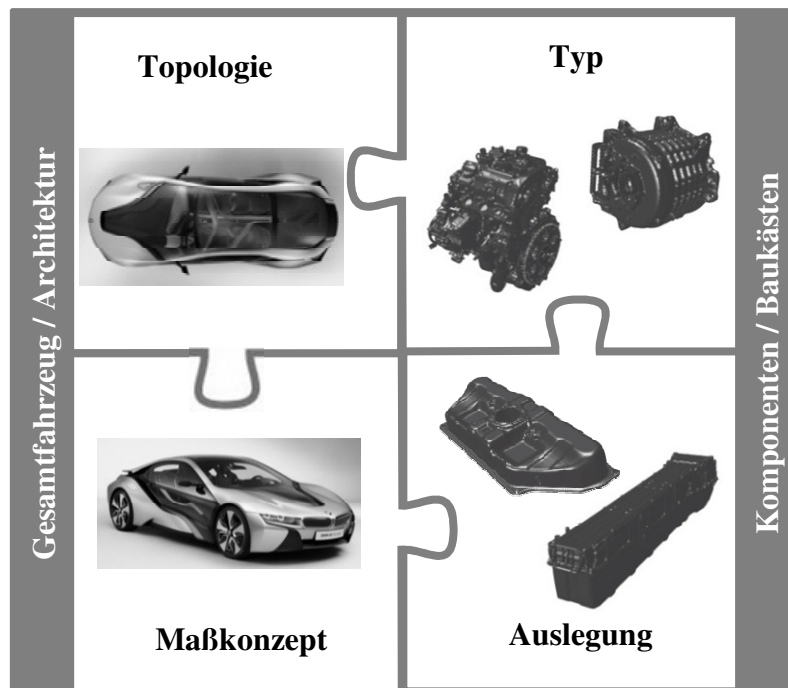 Topologie
Typ
Gesamtfahrzeug / Architektur
Komponenten / Baukästen
Maßkonzept
Auslegung